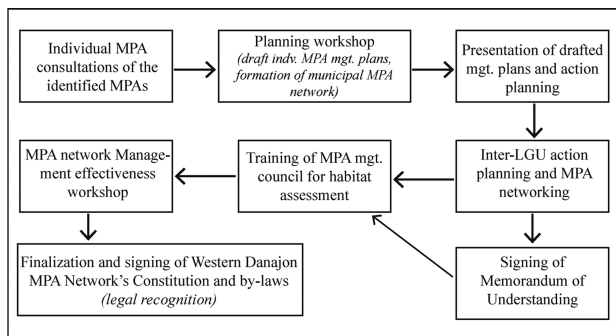 Individual MPA
consultations of the
identified MPAs
Planning workshop
(draft indv. MPA mgt. plans,
formation of municipal MPA
network)
Presentation of drafted
mgt. plans and action
planning
Inter-LGU action
planning and MPA
networking
Training of MPA mgt.
council for habitat
assessment
MPA network Manage-
ment effectiveness
workshop
Signing of
Memorandum of
Understanding
Finalization and signing of Western Danajon
MPA Network's Constitution and by-laws
(legal recognition)